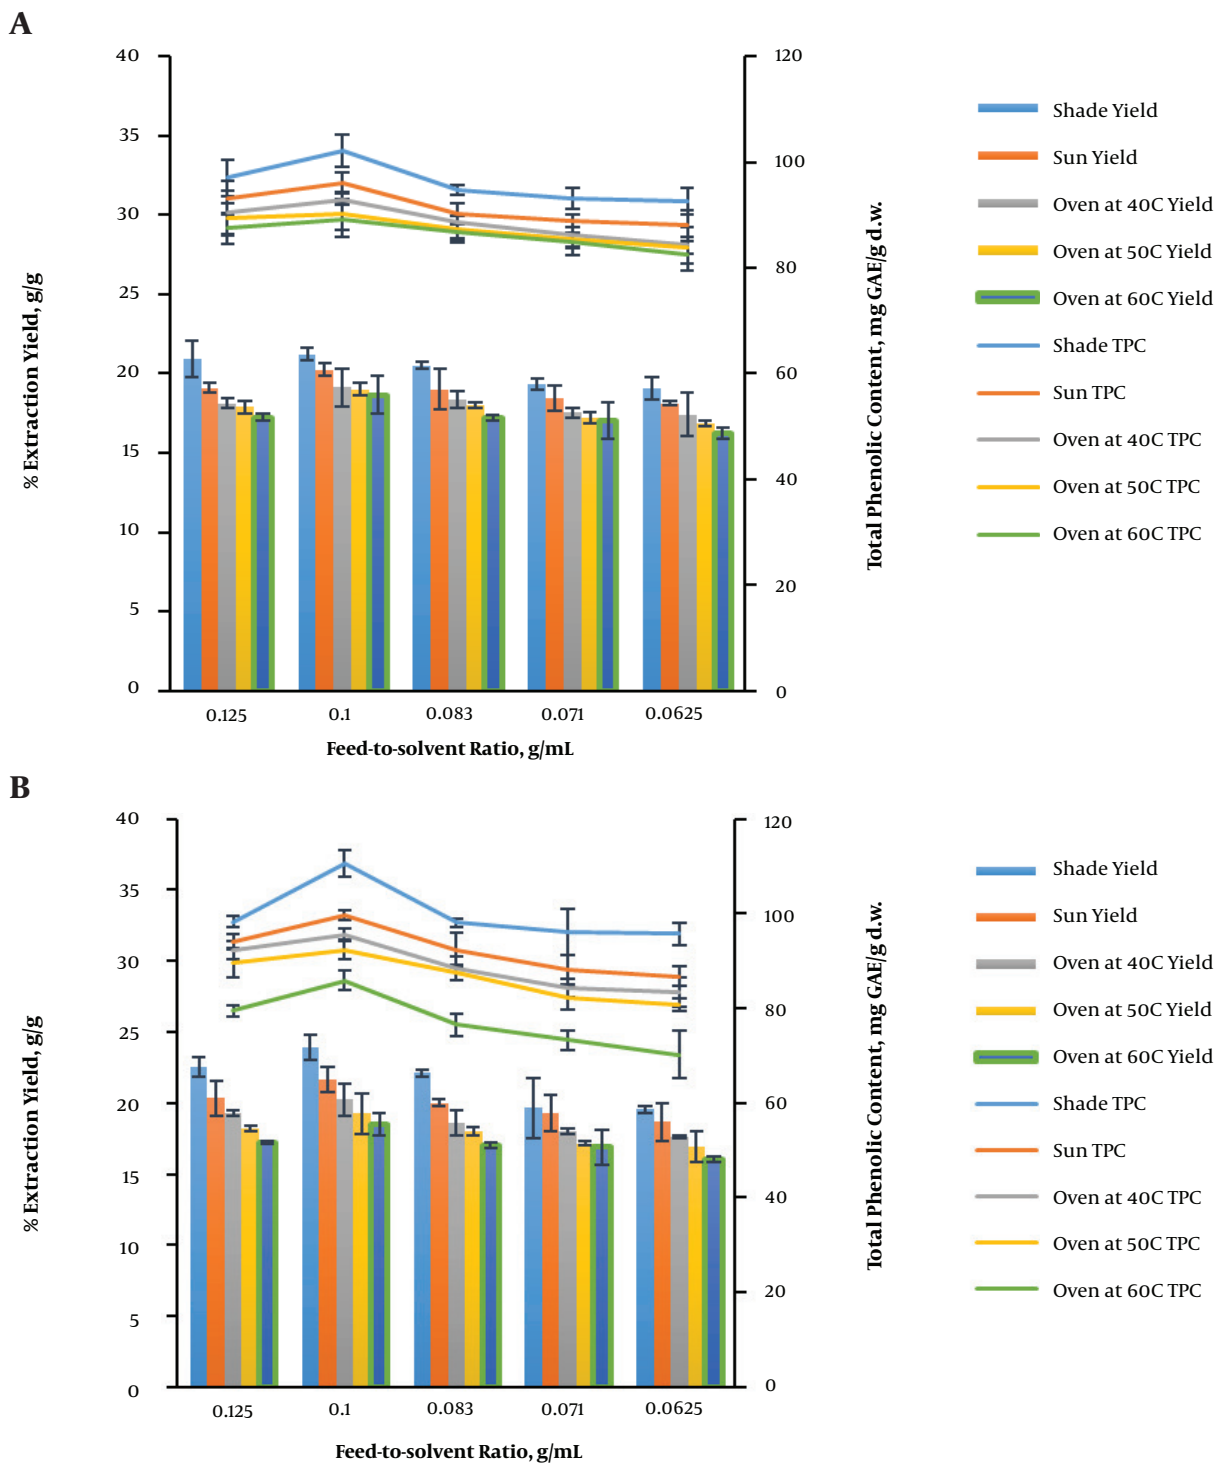 A
40
35
30
25
20
15
10
5
0
% Extraction Yield, g/g
120
100
80
60
40
20
0
Total Phenolic Content, mg GAE/g d.w.
0.125 0.1 0.083 0.071 0.0625
Feed-to-solvent Ratio, g/mL
Shade Yield
Sun Yield
Oven at 40C Yield
Oven at 50C Yield
Oven at 60C Yield
Shade TPC
Sun TPC
Oven at 40C TPC
Oven at 50C TPC
Oven at 60C TPC
B
40
35
30
25
20
15
10
5
0
% Extraction Yield, g/g
120
100
80
60
40
20
0
Total Phenolic Content, mg GAE/g d.w.
0.125 0.1 0.083 0.071 0.0625
Feed-to-solvent Ratio, g/mL
Shade Yield
Sun Yield
Oven at 40C Yield
Oven at 50C Yield
Oven at 60C Yield
Shade TPC
Sun TPC
Oven at 40C TPC
Oven at 50C TPC
Oven at 60C TPC